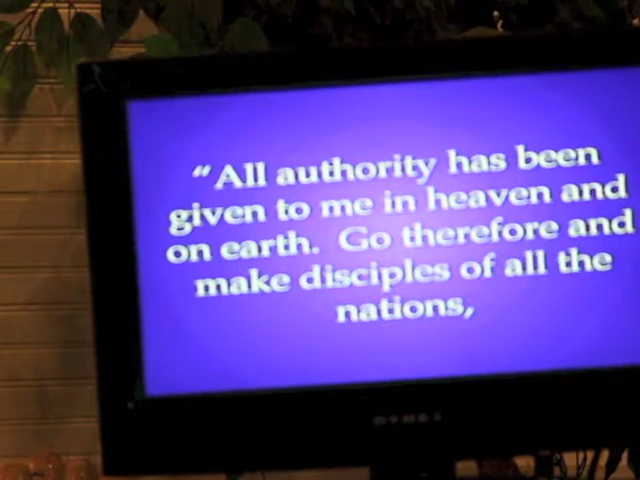 “All authority has been
given to me in heaven and
on earth. Go therefore and
make disciples of all the
nations,